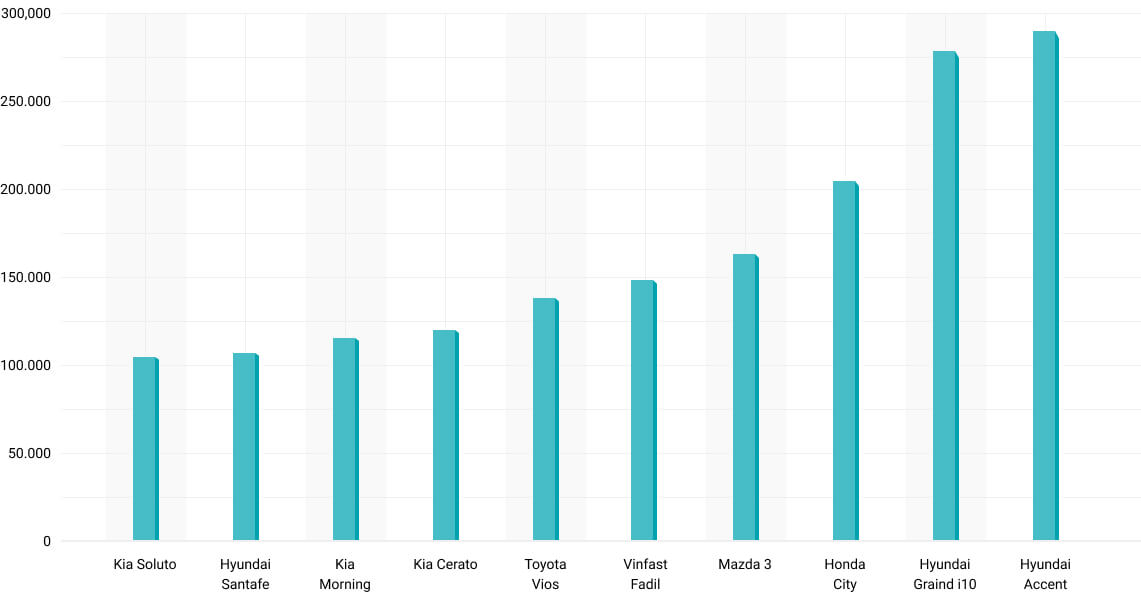 300,000
250.000
200.000
150.000
100.000
50.000
0
Kia Soluto
Hyundai
Santafe
Kia
Morning
Kia Cerato
Toyota
Vios
Vinfast
Fadil
Mazda 3
Honda
City
Hyundai
Graind i10
Hyundai
Accent